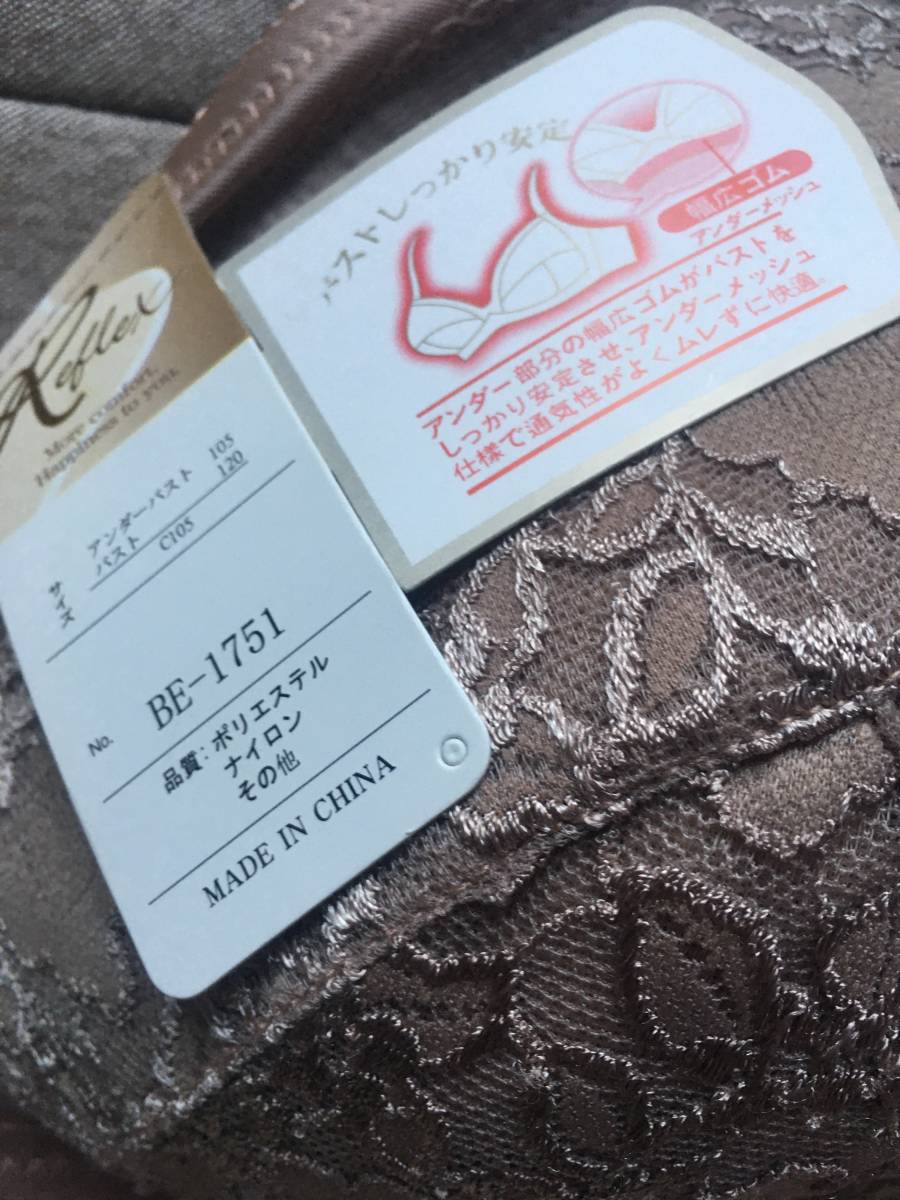 Reflex
More comfort,
Happiness to you.
サイズ
アンダーバスト 105
バスト 120
C105
No. BE-1751
品質:ポリエステル
ナイロン
その他
MADE IN CHINA
バストしっかり安定
幅広ゴム
アンダーメッシュ
アンダー部分の幅広ゴムがバストを
しっかり安定させ、アンダーメッシュ
仕様で通気性がよくムレずに快適。